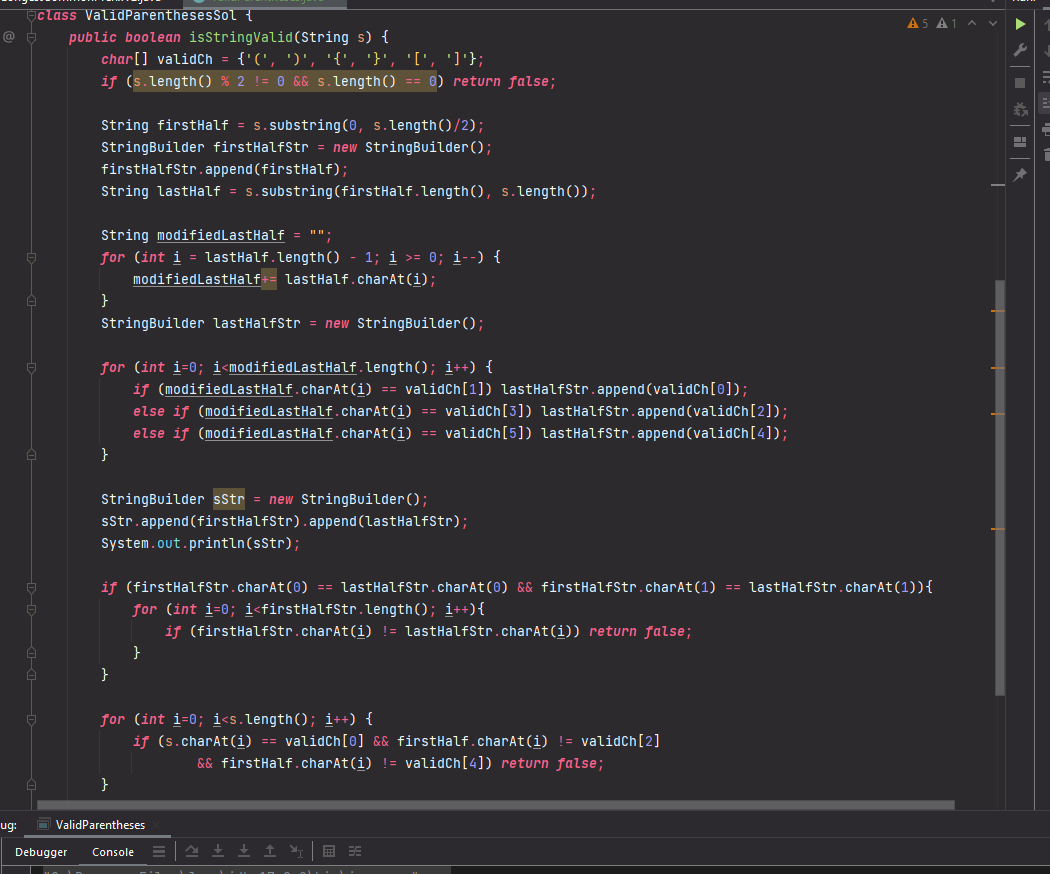 class ValidParenthesesSol {
public boolean isStringValid(String s) {
char[] validCh = {'(', ')', '{', '}', '[', ']'};
if (s.length() % 2 != 0 && s.length() == 0) return false;
String firstHalf = s.substring(0, s.length()/2);
StringBuilder firstHalfStr = new StringBuilder();
firstHalfStr.append(firstHalf);
String lastHalf = s.substring(firstHalf.length(), s.length());
String modifiedLastHalf = "";
for (int i = lastHalf.length() - 1; i >= 0; i--) {
modifiedLastHalf+= lastHalf.charAt(i);
}
StringBuilder lastHalfStr = new StringBuilder();
for (int i=0; i<modifiedLastHalf.length(); i++) {
if (modifiedLastHalf.charAt(i) == validCh[1]) lastHalfStr.append(validCh[0]);
else if (modifiedLastHalf.charAt(i) == validCh[3]) lastHalfStr.append(validCh[2]);
else if (modifiedLastHalf.charAt(i) == validCh[5]) lastHalfStr.append(validCh[4]);
}
StringBuilder sStr = new StringBuilder();
sStr.append(firstHalfStr).append(lastHalfStr);
System.out.println(sStr);
if (firstHalfStr.charAt(0) == lastHalfStr.charAt(0) && firstHalfStr.charAt(1) == lastHalfStr.charAt(1)){
for (int i=0; i<firstHalfStr.length(); i++){
if (firstHalfStr.charAt(i) != lastHalfStr.charAt(i)) return false;
}
}
for (int i=0; i<s.length(); i++) {
if (s.charAt(i) == validCh[0] && firstHalf.charAt(i) != validCh[2]
&& firstHalf.charAt(i) != validCh[4]) return false;
}
@
5 1
ug: ValidParentheses
Debugger Console